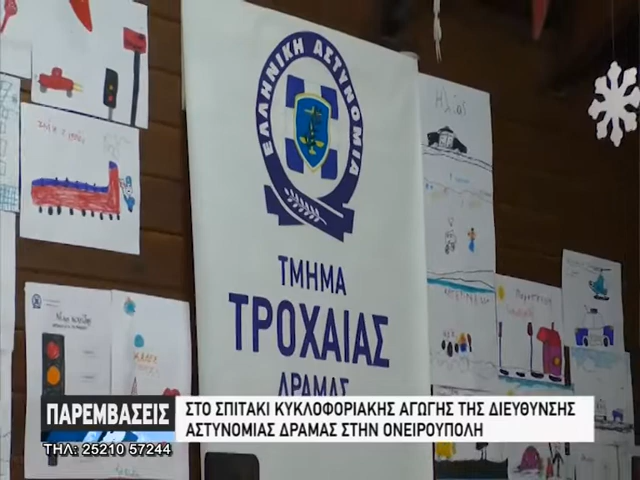 ΕΛΛΗΝΙΚΗ ΑΣΤΥΝΟΜΙΑ
ΤΜΗΜΑ
ΤΡΟΧΑΙΑΣ
ΔΡΑΜΑΣ
Ηλίας
ΠΑΡΕΜΒΑΣΕΙΣ
ΤΗΛ: 25210 57244
ΣΤΟ ΣΠΙΤΑΚΙ ΚΥΚΛΟΦΟΡΙΑΚΗΣ ΑΓΩΓΗΣ ΤΗΣ ΔΙΕΥΘΥΝΣΗΣ
ΑΣΤΥΝΟΜΙΑΣ ΔΡΑΜΑΣ ΣΤΗΝ ΟΝΕΙΡΟΥΠΟΛΗ